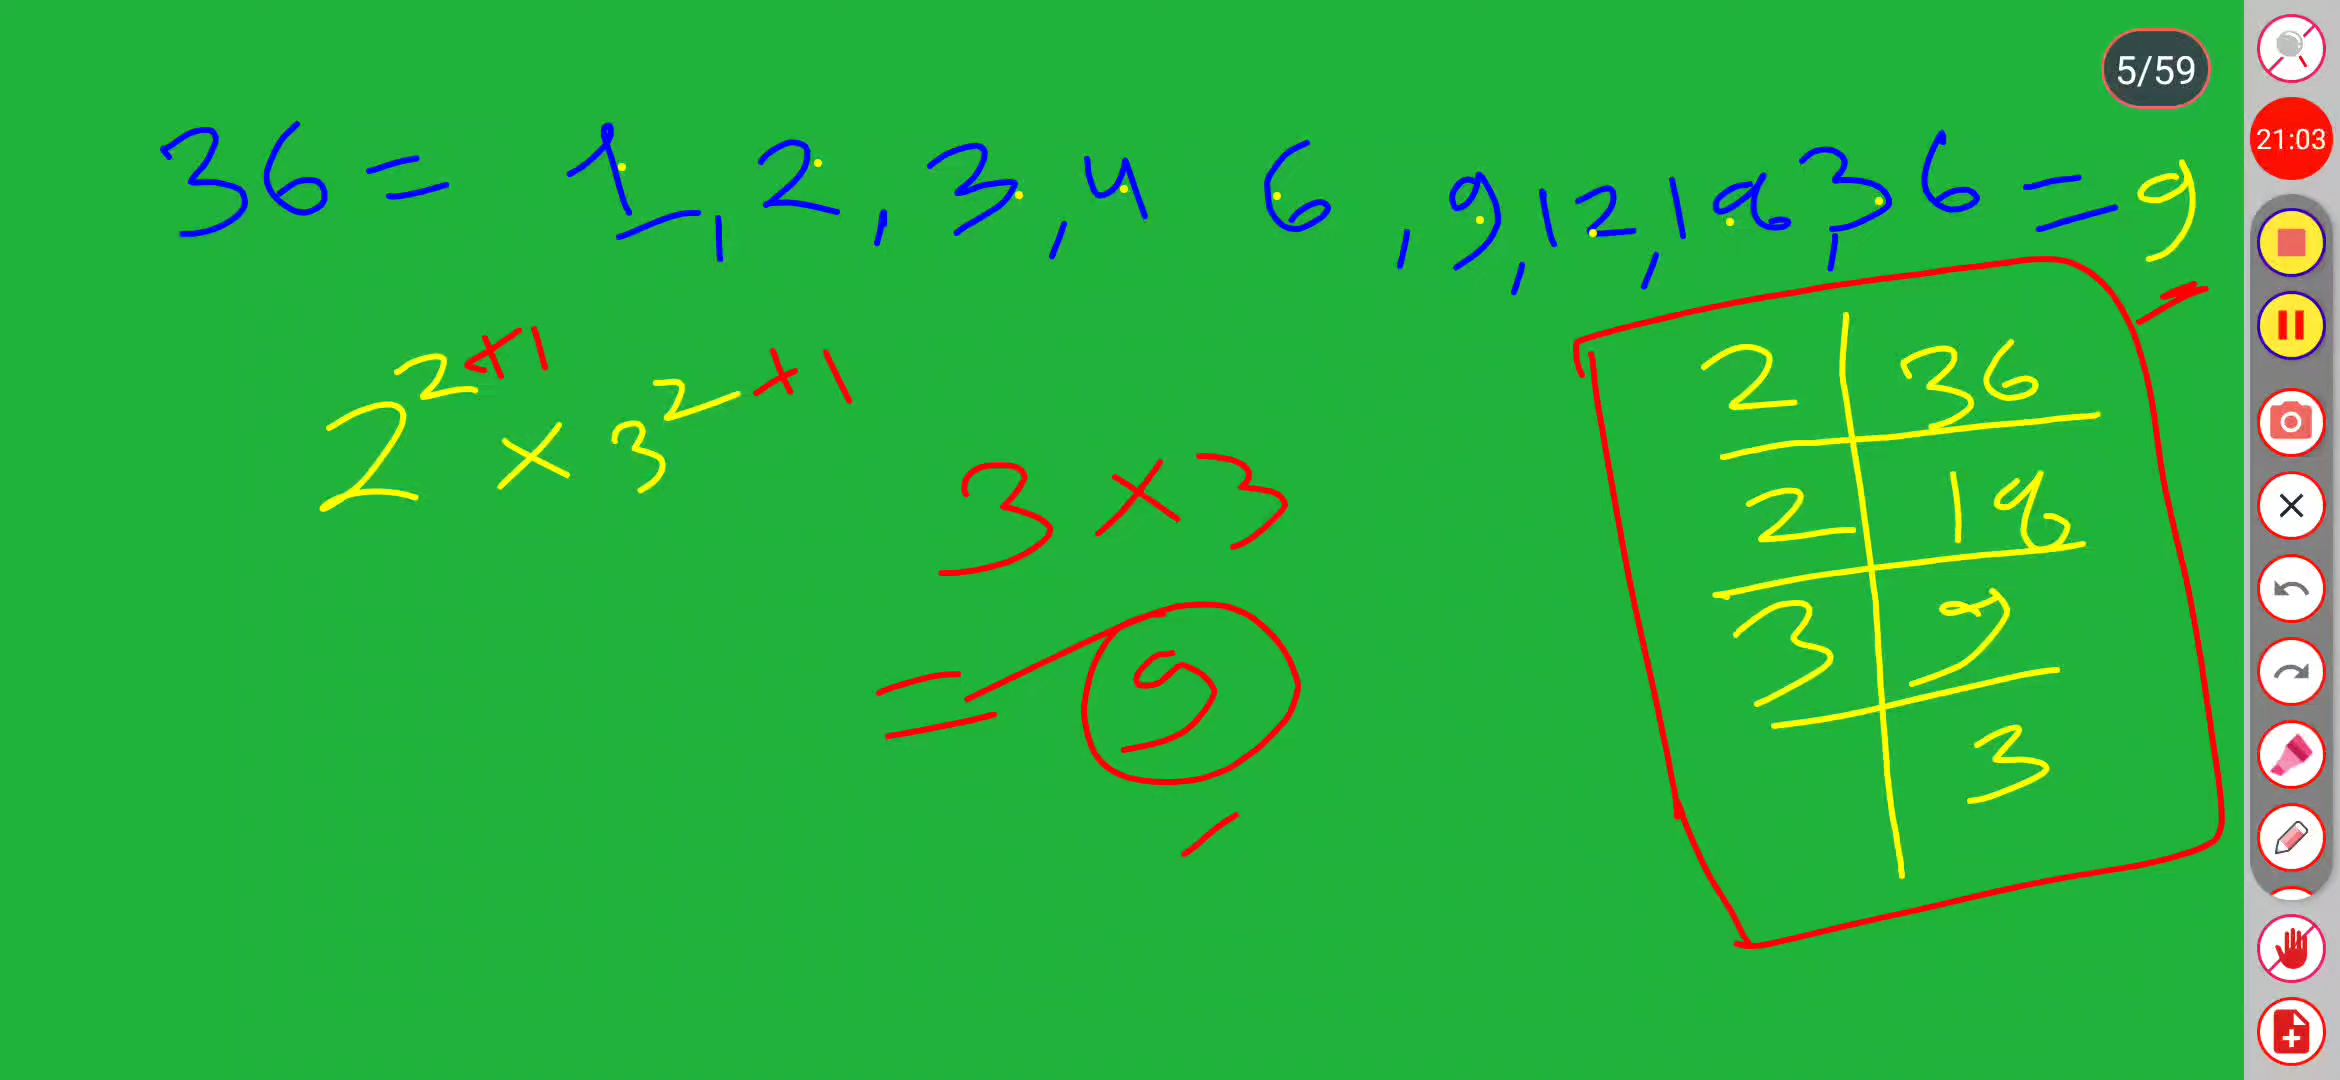 5/59
21:03
36 = 1, 2, 3, 4 6, 9, 12, 18, 36 = 9
2^{2+1} × 3^{2+1}
3 × 3
= 9
2 | 36
2 | 18
3 | 9
3